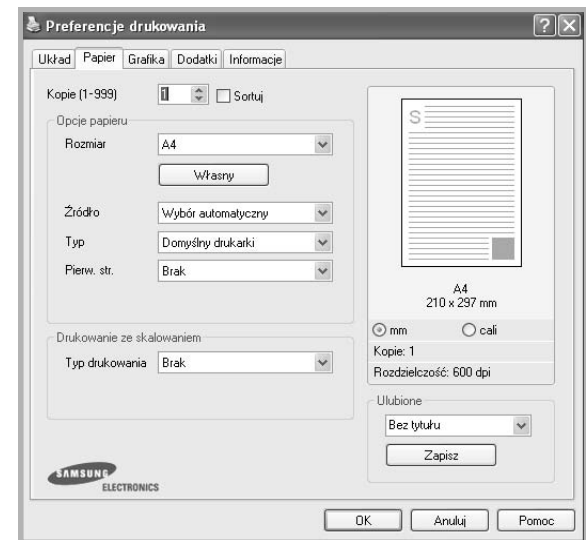 Preferencje drukowania
Układ Papier Grafika Dodatki Informacje
Kopie (1-999) 1 Sortuj
Opcje papieru
Rozmiar A4
Własny
Źródło Wybór automatyczny
Typ Domyślny drukarki
Pierw. str. Brak
Drukowanie ze skalowaniem
Typ drukowania Brak
SAMSUNG
ELECTRONICS
S
A4
210 x 297 mm
mm cali
Kopie: 1
Rozdzielczość: 600 dpi
Ulubione
Bez tytułu
Zapisz
OK Anuluj Pomoc